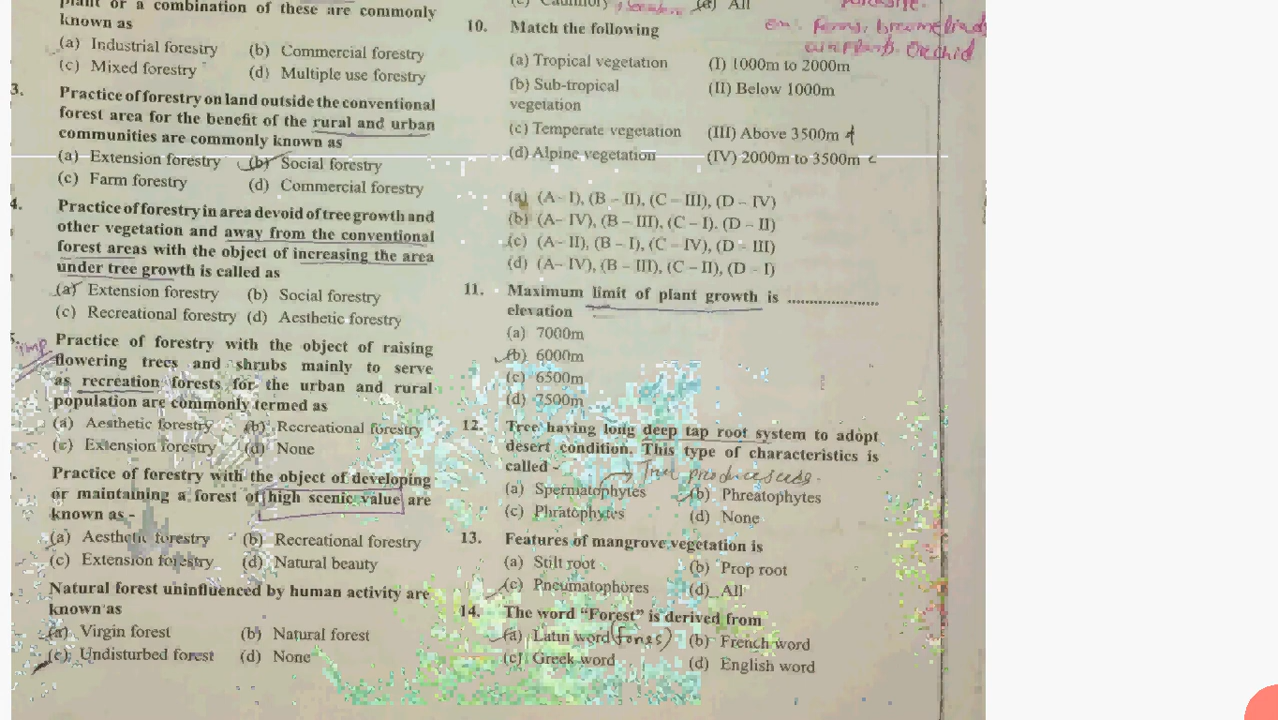 plant or a combination of these are commonly
known as
(a) Industrial forestry (b) Commercial forestry
(c) Mixed forestry (d) Multiple use forestry
3. Practice of forestry on land outside the conventional
forest area for the benefit of the rural and urban
communities are commonly known as
(a) Extension forestry (b) Social forestry
(c) Farm forestry (d) Commercial forestry
4. Practice of forestry in area devoid of tree growth and
other vegetation and away from the conventional
forest areas with the object of increasing the area
under tree growth is called as
(a) Extension forestry (b) Social forestry
(c) Recreational forestry (d) Aesthetic forestry
Imp
Practice of forestry with the object of raising
flowering trees and shrubs mainly to serve
as recreation forests for the urban and rural
population are commonly termed as
(a) Aesthetic forestry (b) Recreational forestry
(c) Extension forestry (d) None
Practice of forestry with the object of developing
or maintaining a forest of high scenic value are
known as -
(a) Aesthetic forestry (b) Recreational forestry
(c) Extension forestry (d) Natural beauty
Natural forest uninfluenced by human activity are
known as
(a) Virgin forest (b) Natural forest
(c) Undisturbed forest (d) None
(d) All
10. Match the following
(a) Tropical vegetation (I) 1000m to 2000m
(b) Sub-tropical (II) Below 1000m
vegetation
(c) Temperate vegetation (III) Above 3500m
(d) Alpine vegetation (IV) 2000m to 3500m c
(a) (A- I), (B – II), (C – III), (D – IV)
(b) (A– IV), (B – III), (C – I), (D – II)
(c) (A– II), (B – I), (C – IV), (D – III)
(d) (A– IV), (B – III), (C – II), (D – I)
11. Maximum limit of plant growth is ......................
elevation
(a) 7000m
(b) 6000m
(c) 6500m
(d) 7500m
12. Tree having long deep tap root system to adopt
desert condition. This type of characteristics is
called - Tree produce seeds.
(a) Spermatophytes (b) Phreatophytes
(c) Phratophytes (d) None
13. Features of mangrove vegetation is
(a) Stilt root (b) Prop root
(c) Pneumatophores (d) All
14. The word “Forest” is derived from
(a) Latin word (fores) (b) French word
(c) Greek word (d) English word